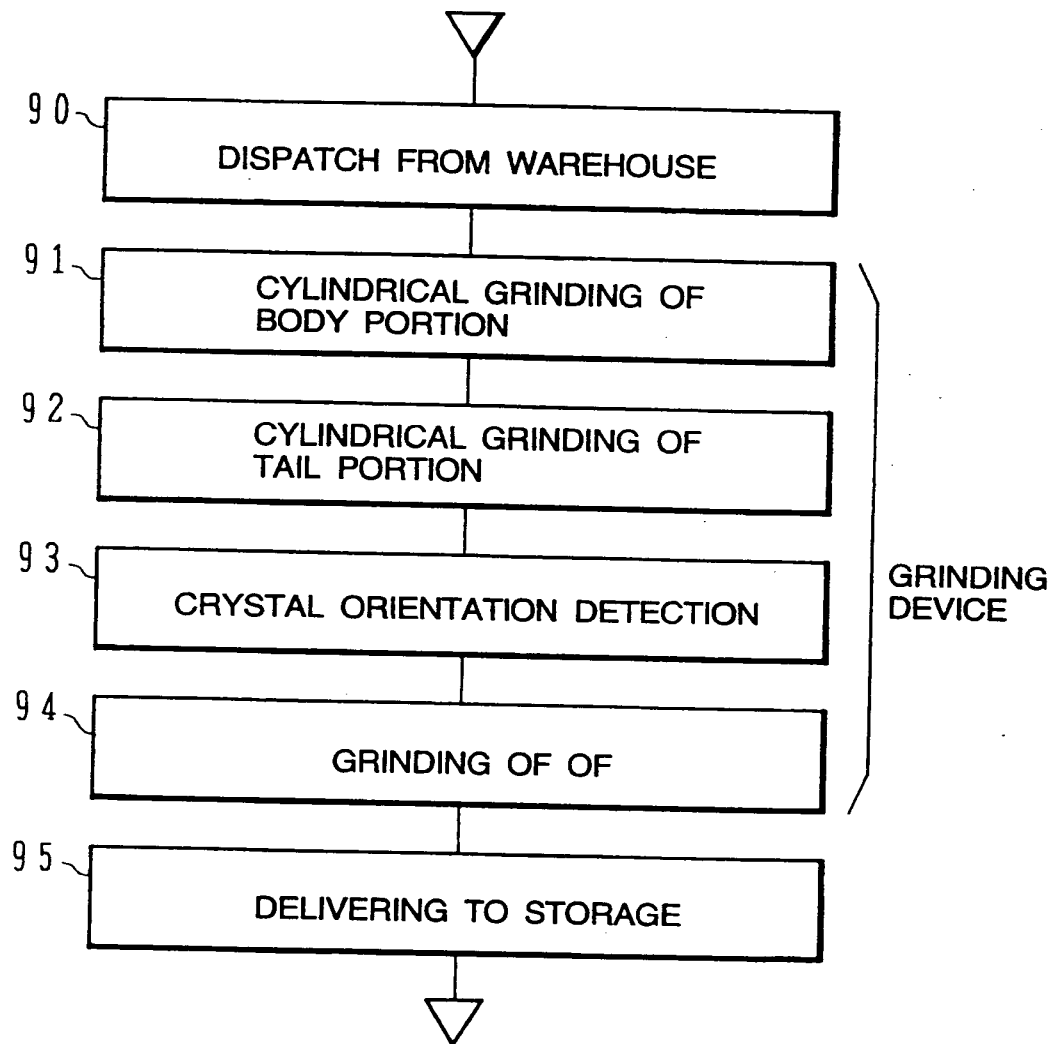 90
DISPATCH FROM WAREHOUSE
91
CYLINDRICAL GRINDING OF
BODY PORTION
92
CYLINDRICAL GRINDING OF
TAIL PORTION
93
CRYSTAL ORIENTATION DETECTION
GRINDING
DEVICE
94
GRINDING OF OF
95
DELIVERING TO STORAGE